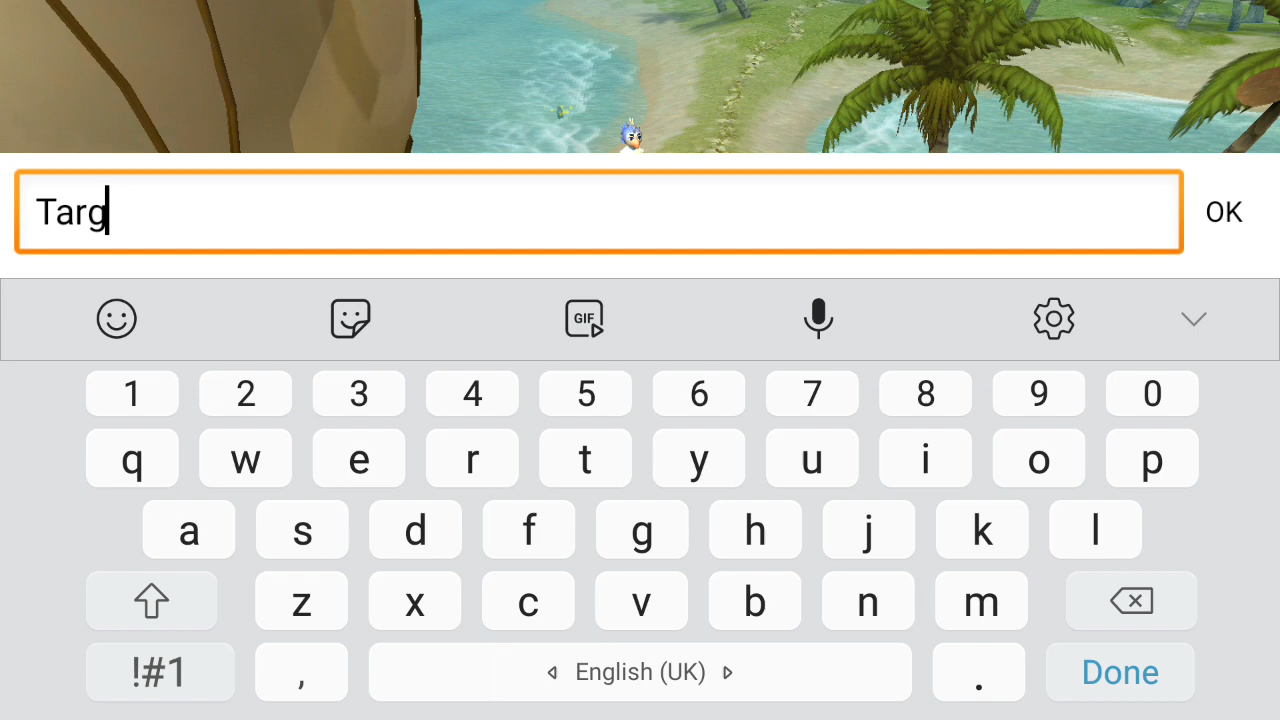 Targ
OK
GIF
1 2 3 4 5 6 7 8 9 0
q w e r t y u i o p
a s d f g h j k l
z x c v b n m
!#1 , English (UK) . Done